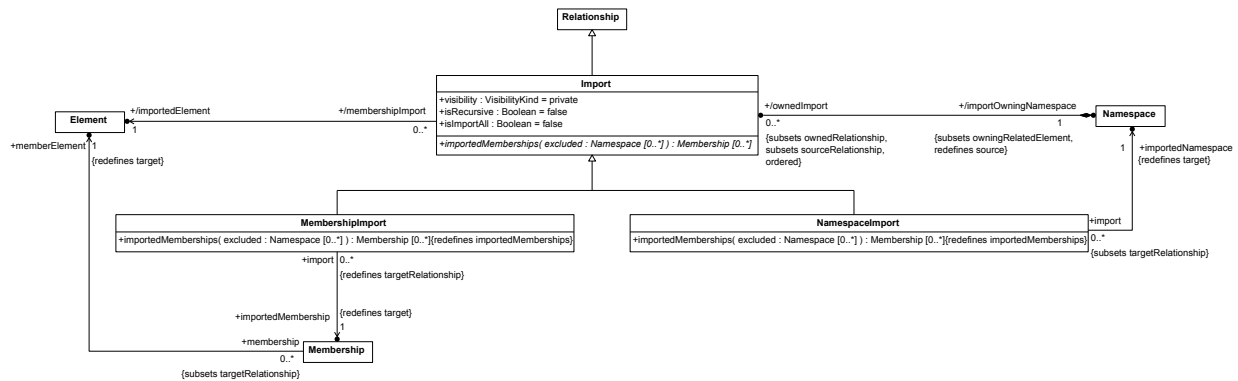 Relationship
Import
+visibility : VisibilityKind = private
+isRecursive : Boolean = false
+isImportAll : Boolean = false
+importedMemberships( excluded : Namespace [0..*] ) : Membership [0..*]
+/importedElement
1
+/membershipImport
0..*
Element
+memberElement
1
{redefines target}
+/ownedImport
0..*
{subsets ownedRelationship,
subsets sourceRelationship,
ordered}
+/importOwningNamespace
1
{subsets owningRelatedElement,
redefines source}
Namespace
1
+importedNamespace
{redefines target}
MembershipImport
+importedMemberships( excluded : Namespace [0..*] ) : Membership [0..*]{redefines importedMemberships}
NamespaceImport
+importedMemberships( excluded : Namespace [0..*] ) : Membership [0..*]{redefines importedMemberships}
+import
0..*
{subsets targetRelationship}
+import
0..*
{redefines targetRelationship}
+importedMembership
{redefines target}
1
+membership
0..*
{subsets targetRelationship}
Membership